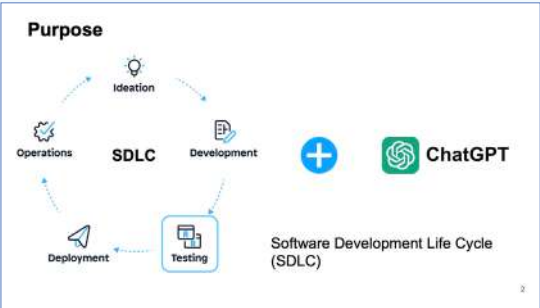 Purpose
Ideation
Operations
SDLC
Development
ChatGPT
Deployment
Testing
Software Development Life Cycle
(SDLC)
2